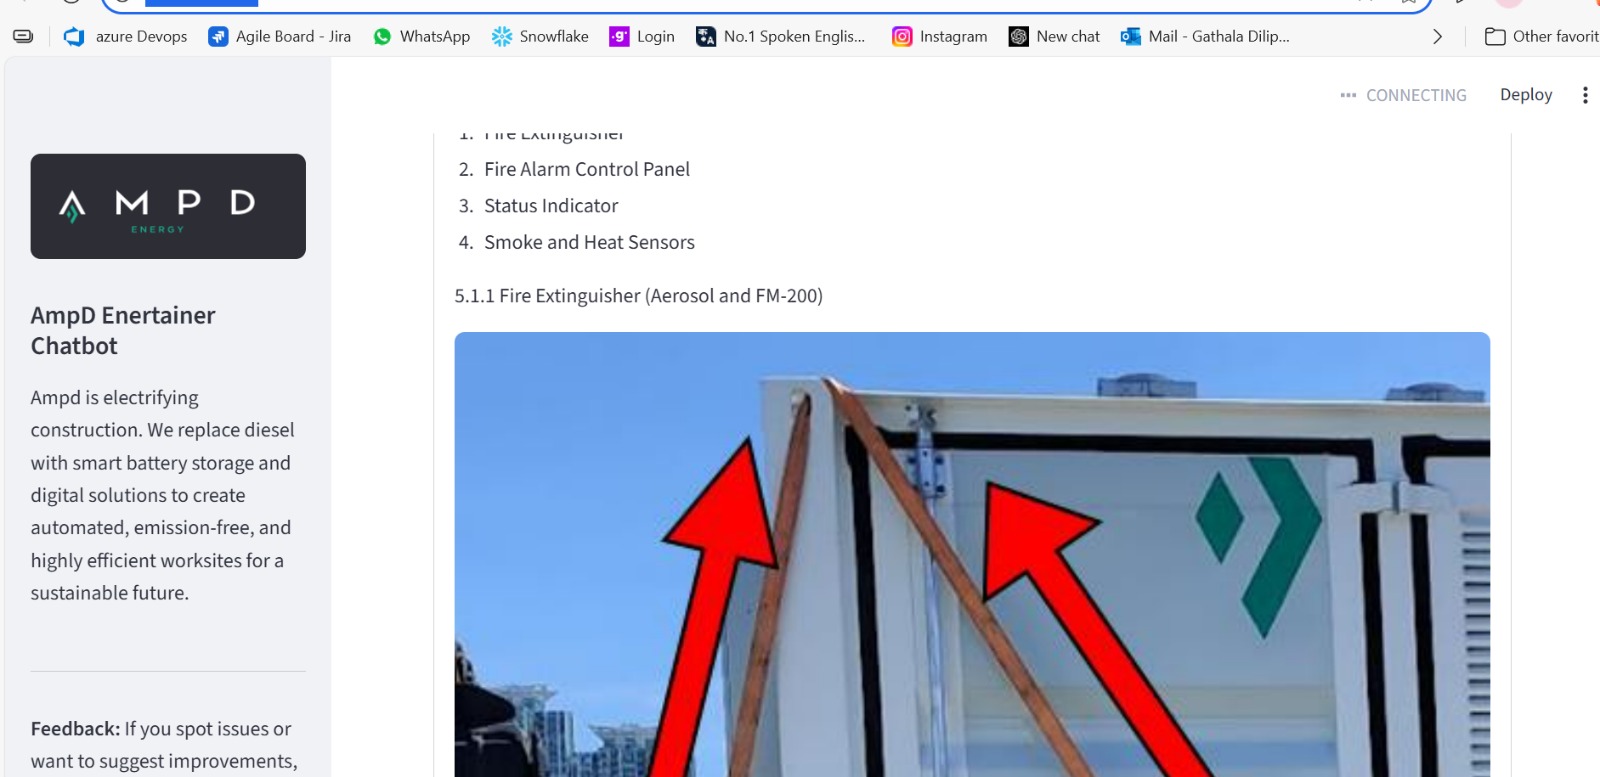 azure Devops Agile Board - Jira WhatsApp Snowflake Login No.1 Spoken Englis... Instagram New chat Mail - Gathala Dilip... Other favorit
CONNECTING Deploy
AMPD
ENERGY
AmpD Enertainer
Chatbot
Ampd is electrifying
construction. We replace diesel
with smart battery storage and
digital solutions to create
automated, emission-free, and
highly efficient worksites for a
sustainable future.
Feedback: If you spot issues or
want to suggest improvements,
1. Fire Extinguisher
2. Fire Alarm Control Panel
3. Status Indicator
4. Smoke and Heat Sensors
5.1.1 Fire Extinguisher (Aerosol and FM-200)